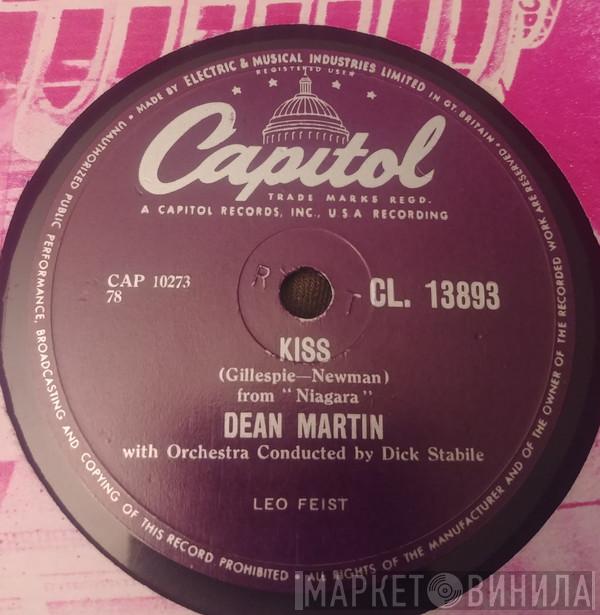 MADE BY ELECTRIC & MUSICAL INDUSTRIES LIMITED IN GT. BRITAIN.
REGISTERED USER
Capitol
TRADE MARKS REGD.
A CAPITOL RECORDS, INC., U.S.A RECORDING
CAP 10273
78
CL. 13893
KISS
(Gillespie—Newman)
from "Niagara"
DEAN MARTIN
with Orchestra Conducted by Dick Stabile
LEO FEIST
ALL RIGHTS OF THE MANUFACTURER AND OF THE OWNER OF THE RECORDED WORK ARE RESERVED.
UNAUTHORIZED PUBLIC PERFORMANCE, BROADCASTING AND COPYING OF THIS RECORD PROHIBITED
МАРКЕТ ВИНИЛА